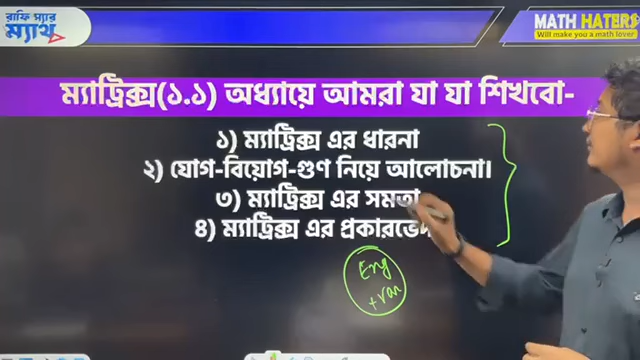 রাফি স্যার
ম্যাথ
MATH HATERS
Will make you a math lover
ম্যাট্রিক্স(১.১) অধ্যায়ে আমরা যা যা শিখবো-
১) ম্যাট্রিক্স এর ধারনা
২) যোগ-বিয়োগ-গুণ নিয়ে আলোচনা।
৩) ম্যাট্রিক্স এর সমতা
৪) ম্যাট্রিক্স এর প্রকারভেদ
Eng
+van